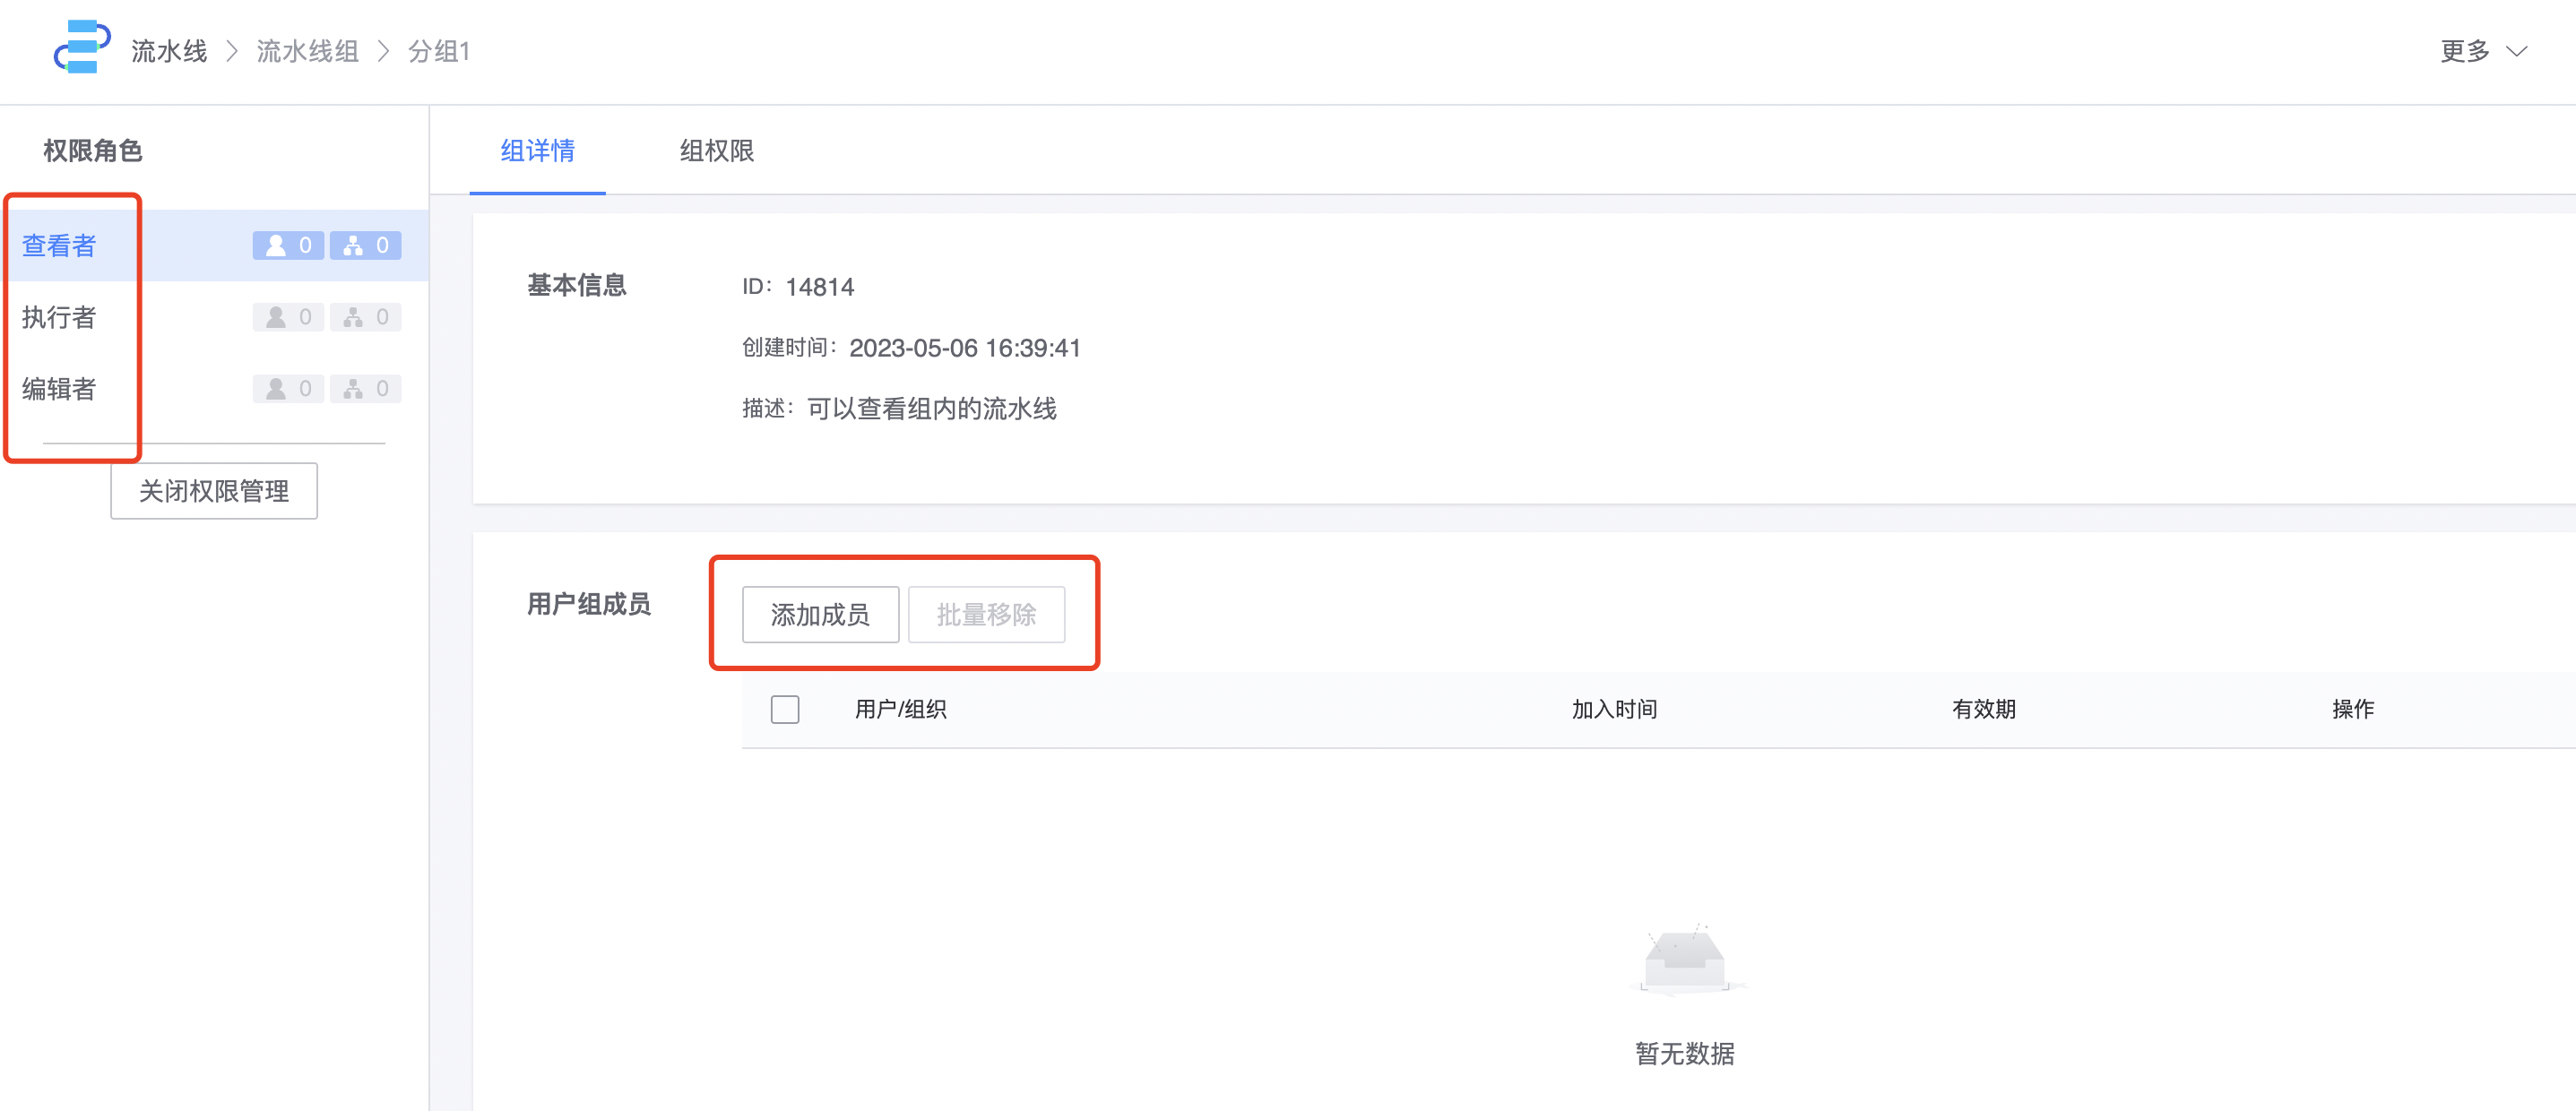 流水线 > 流水线组 > 分组1
更多
权限角色
查看者 0 0
执行者 0 0
编辑者 0 0
关闭权限管理
组详情 组权限
基本信息
ID：14814
创建时间：2023-05-06 16:39:41
描述：可以查看组内的流水线
用户组成员
添加成员 批量移除
用户/组织 加入时间 有效期 操作
暂无数据